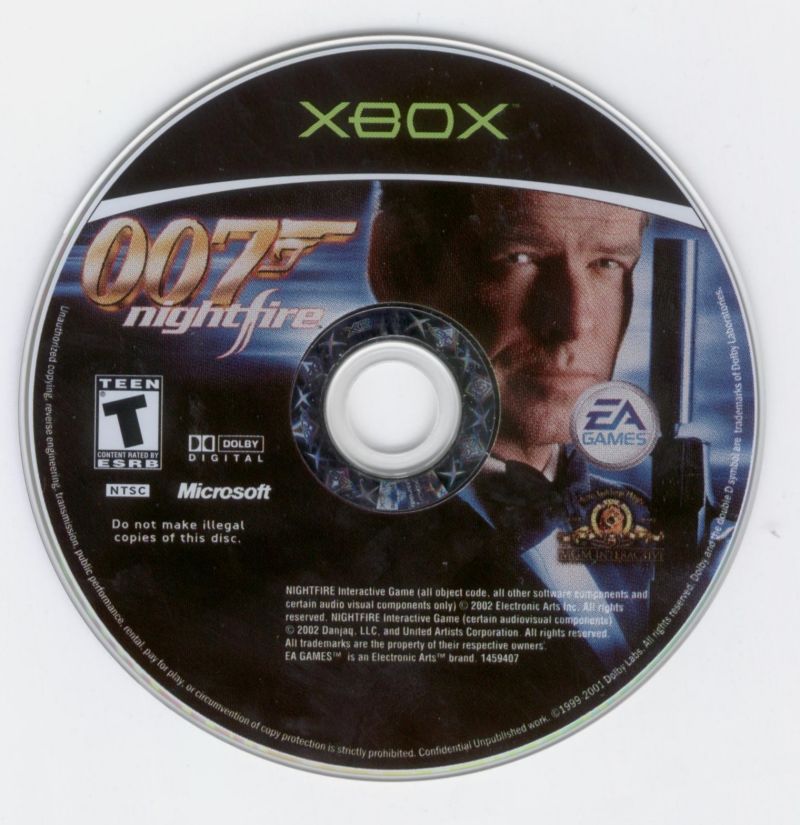 XBOX™
007
nightfire™
TEEN
T
CONTENT RATED BY
ESRB
DOLBY
DIGITAL
NTSC
Microsoft
Do not make illegal
copies of this disc.
EA
GAMES™
MGM INTERACTIVE
NIGHTFIRE Interactive Game (all object code, all other software components and
certain audio visual components only) © 2002 Electronic Arts Inc. All rights
reserved. NIGHTFIRE Interactive Game (certain audiovisual components)
© 2002 Danjaq, LLC, and United Artists Corporation. All rights reserved.
All trademarks are the property of their respective owners.
EA GAMES™ is an Electronic Arts™ brand. 1459407
Unauthorized copying, reverse engineering, transmission, public performance, rental, pay for play, or circumvention of copy protection is strictly prohibited. Confidential Unpublished work. ©1999-2001 Dolby Labs. All rights reserved. Dolby and the double D symbol are trademarks of Dolby Laboratories.